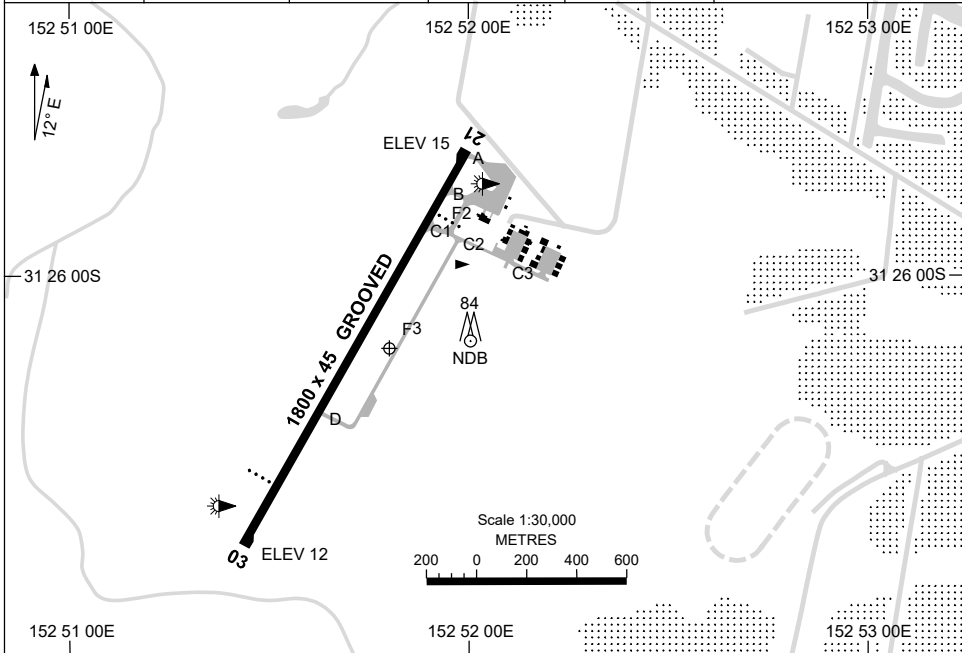 152 51 00E
152 52 00E
153 53 00E
12° E
21
ELEV 15
A
B
F2
C1
C2
31 26 00S
C3
31 26 00S
1800 x 45 GROOVED
84
F3
NDB
D
Scale 1:30,000
METRES
03
ELEV 12
200 0 200 400 600
152 51 00E
152 52 00E
152 53 00E